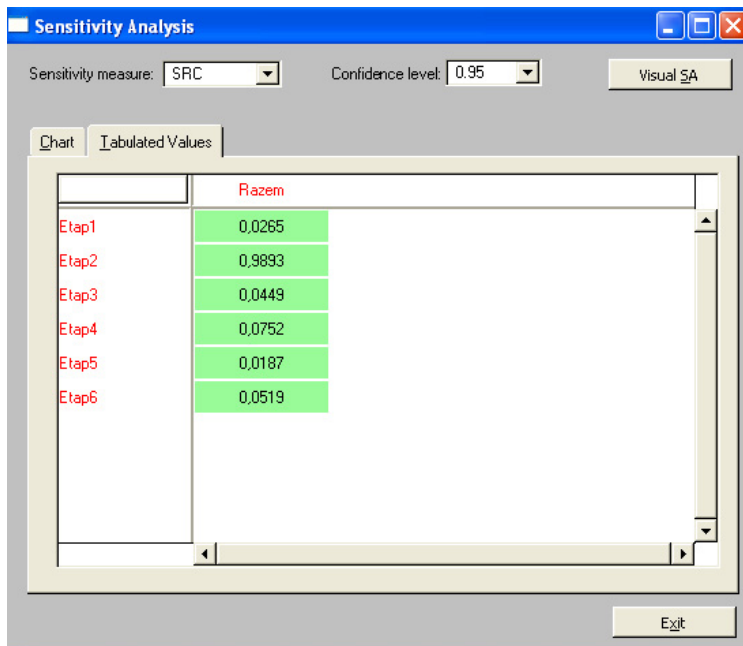 Sensitivity Analysis
Sensitivity measure: SRC Confidence level: 0.95 Visual SA
Chart Tabulated Values
Razem
Etap1 0,0265
Etap2 0,9893
Etap3 0,0449
Etap4 0,0752
Etap5 0,0187
Etap6 0,0519
Exit